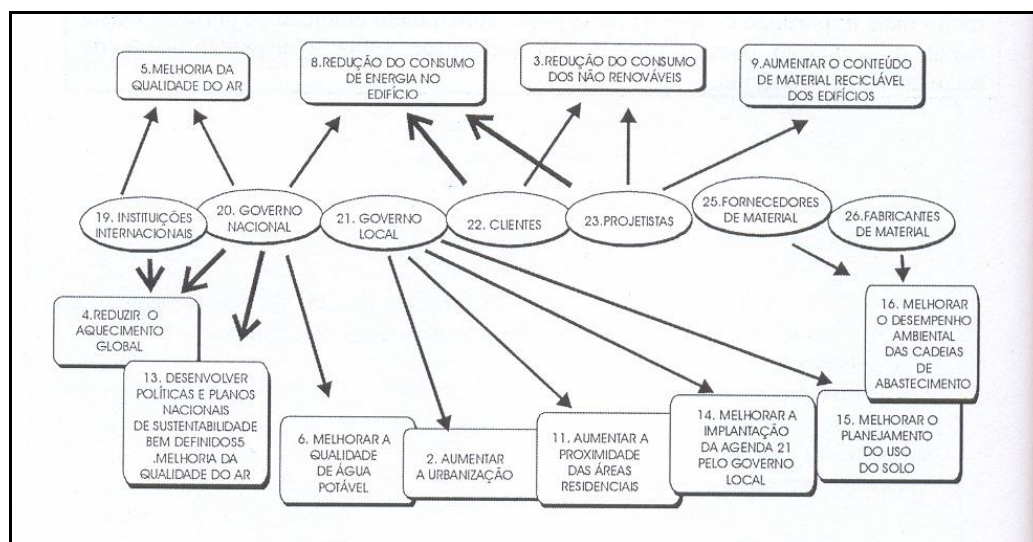 5.MELHORIA DA
QUALIDADE DO AR
8.REDUÇÃO DO CONSUMO
DE ENERGIA NO
EDIFÍCIO
3.REDUÇÃO DO CONSUMO
DOS NÃO RENOVÁVEIS
9.AUMENTAR O CONTEÚDO
DE MATERIAL RECICLÁVEL
DOS EDIFÍCIOS
19. INSTITUIÇÕES
INTERNACIONAIS
20. GOVERNO
NACIONAL
21. GOVERNO
LOCAL
22. CLIENTES
23.PROJETISTAS
25.FORNECEDORES
DE MATERIAL
26.FABRICANTES
DE MATERIAL
4.REDUZIR O
AQUECIMENTO
GLOBAL
13. DESENVOLVER
POLÍTICAS E PLANOS
NACIONAIS
DE SUSTENTABILIDADE
BEM DEFINIDOS5
.MELHORIA DA
QUALIDADE DO AR
6. MELHORAR A
QUALIDADE
DE ÁGUA
POTÁVEL
2. AUMENTAR
A URBANIZAÇÃO
11. AUMENTAR A
PROXIMIDADE
DAS ÁREAS
RESIDENCIAIS
14. MELHORAR A
IMPLANTAÇÃO
DA AGENDA 21
PELO GOVERNO
LOCAL
15. MELHORAR O
PLANEJAMENTO
DO USO
DO SOLO
16. MELHORAR
O DESEMPENHO
AMBIENTAL
DAS CADEIAS
DE
ABASTECIMENTO